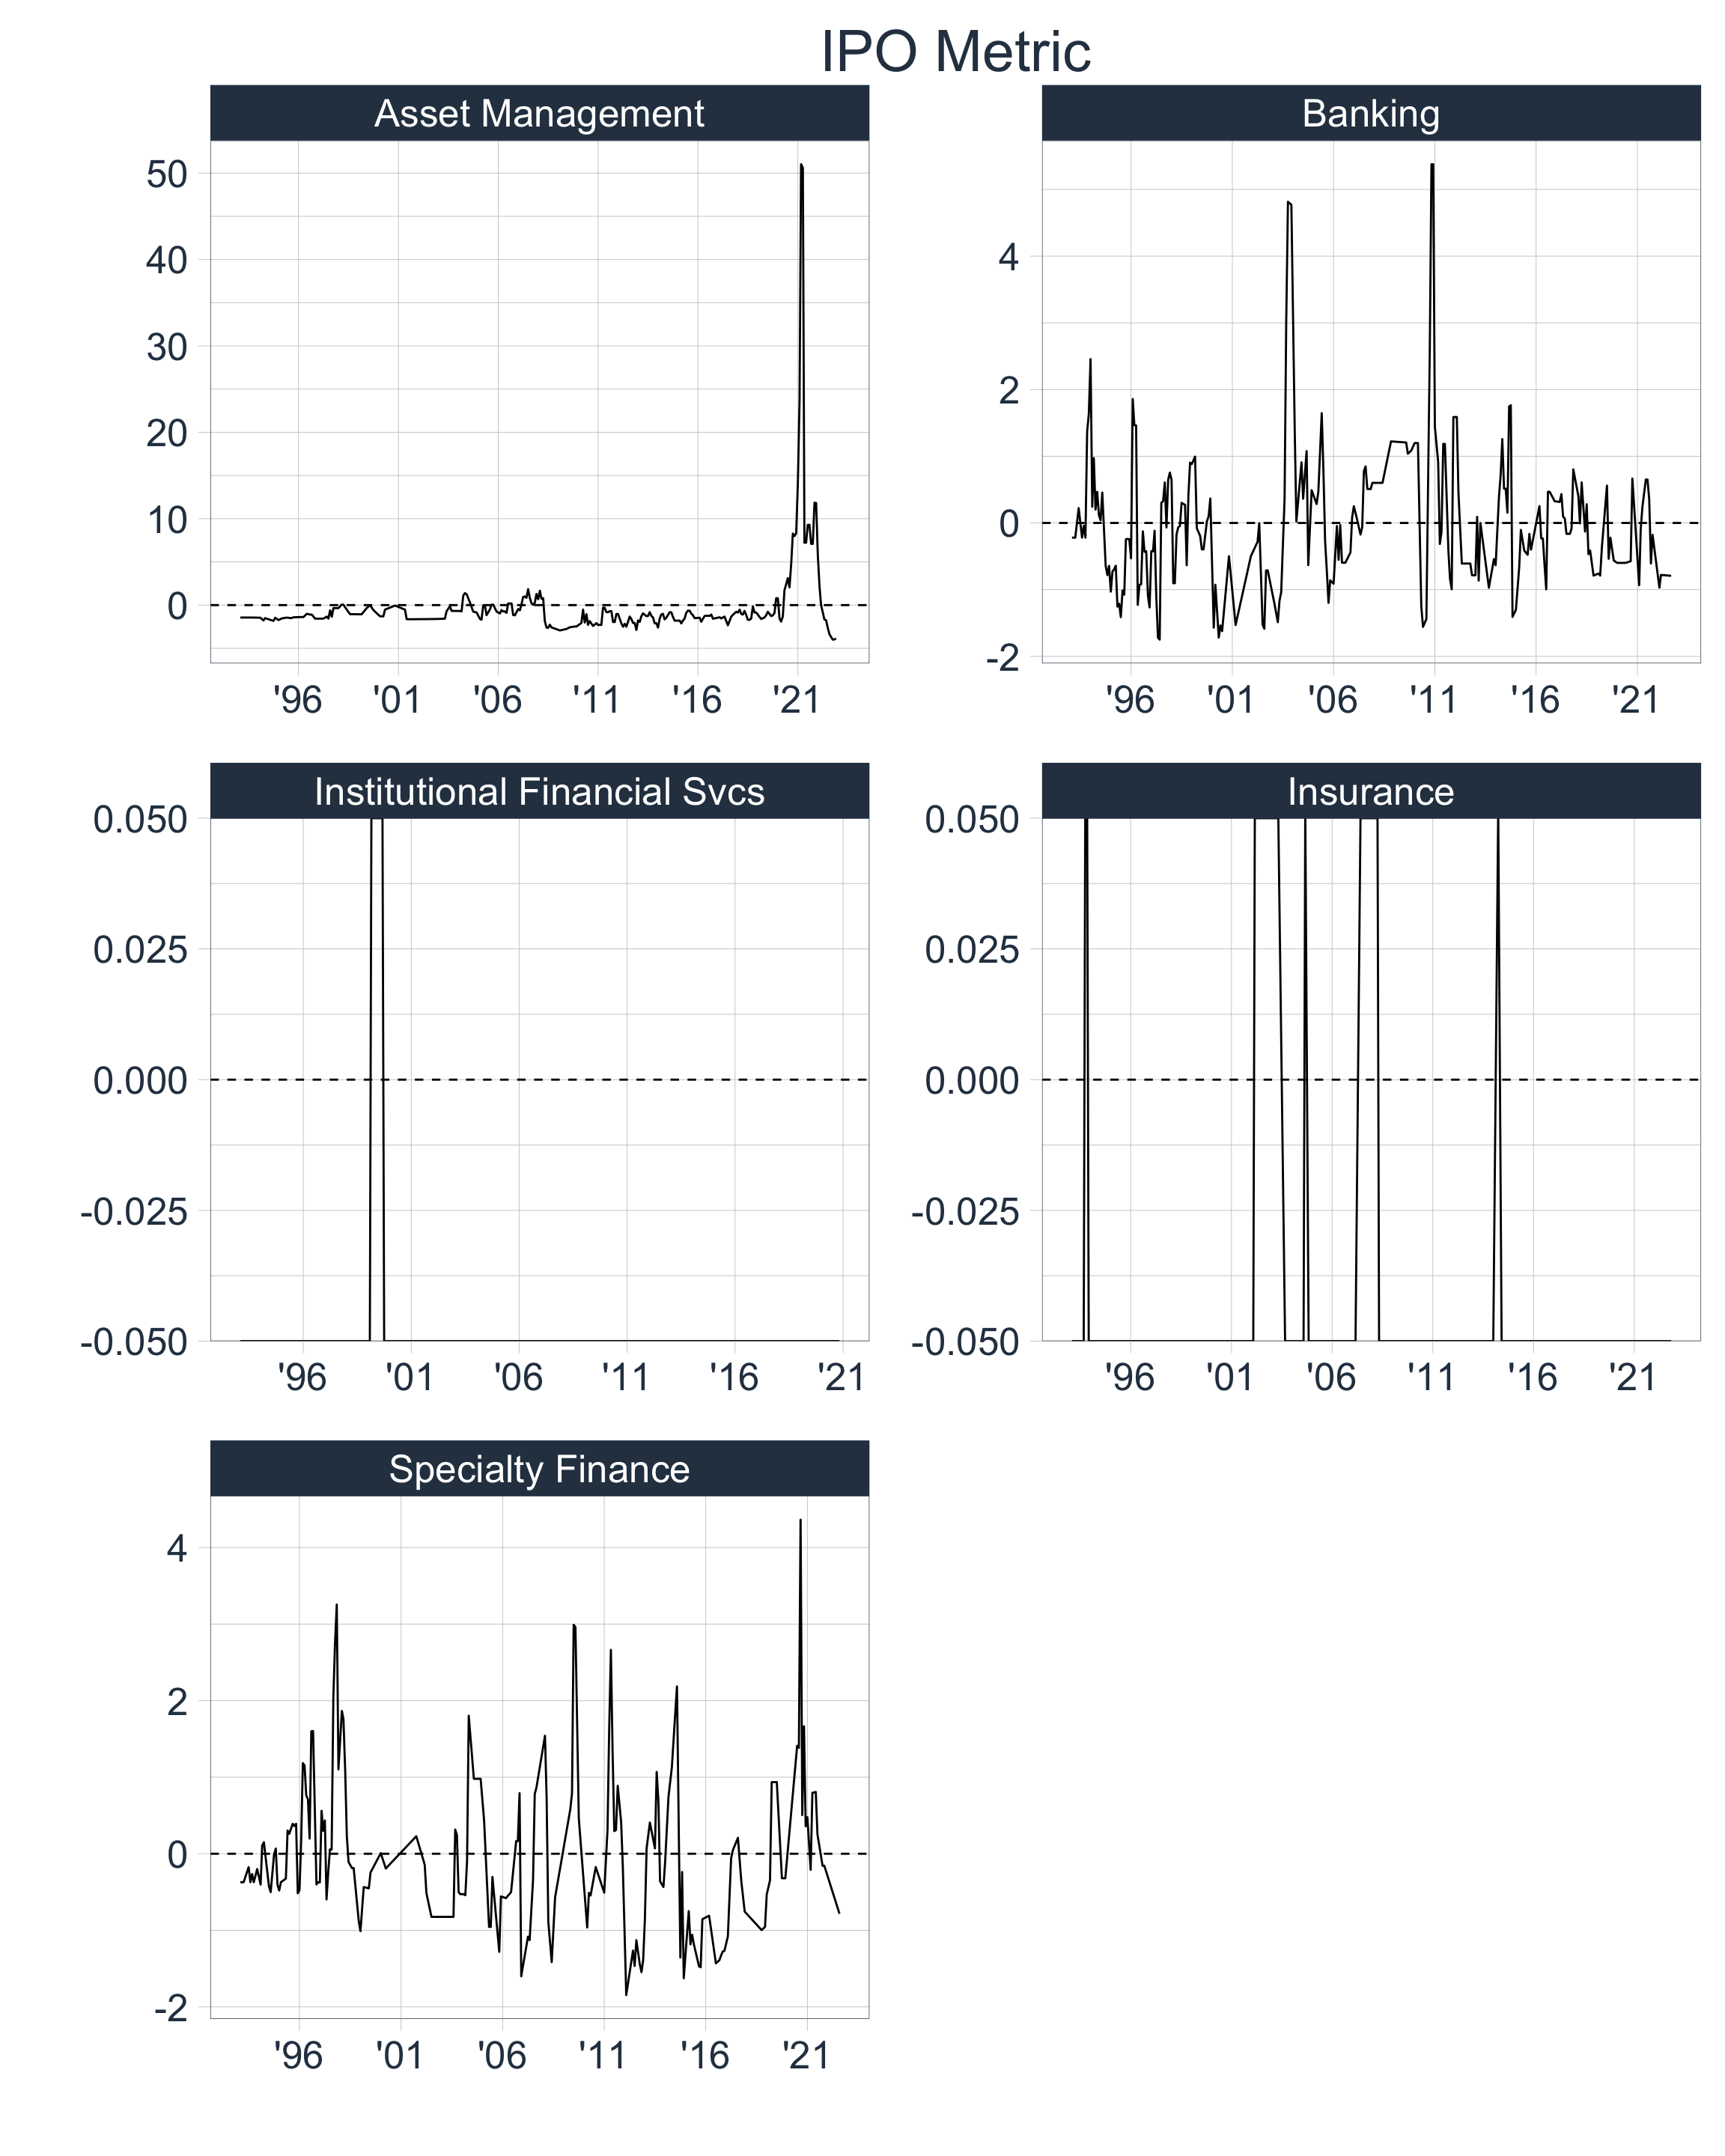 IPO Metric
Asset Management
50
40
30
20
10
0
'96 '01 '06 '11 '16 '21
Banking
4
2
0
-2
'96 '01 '06 '11 '16 '21
Institutional Financial Svcs
0.050
0.025
0.000
-0.025
-0.050
'96 '01 '06 '11 '16 '21
Insurance
0.050
0.025
0.000
-0.025
-0.050
'96 '01 '06 '11 '16 '21
Specialty Finance
4
2
0
-2
'96 '01 '06 '11 '16 '21